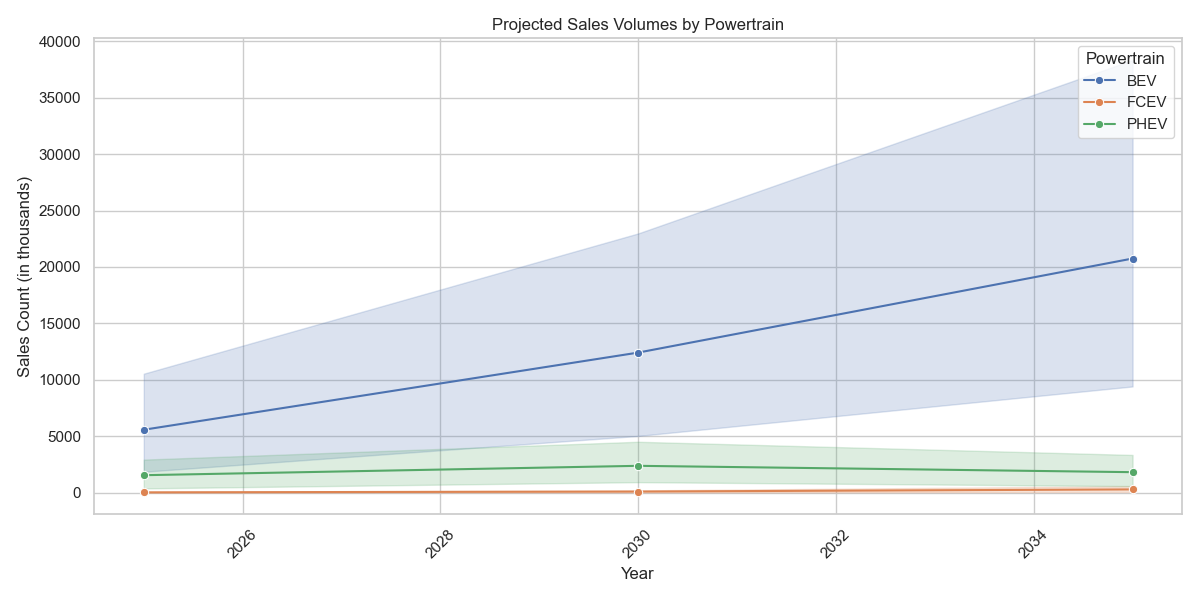 Projected Sales Volumes by Powertrain
40000
35000
30000
25000
20000
15000
10000
5000
0
Sales Count (in thousands)
Powertrain
BEV
FCEV
PHEV
2026
2028
2030
2032
2034
Year